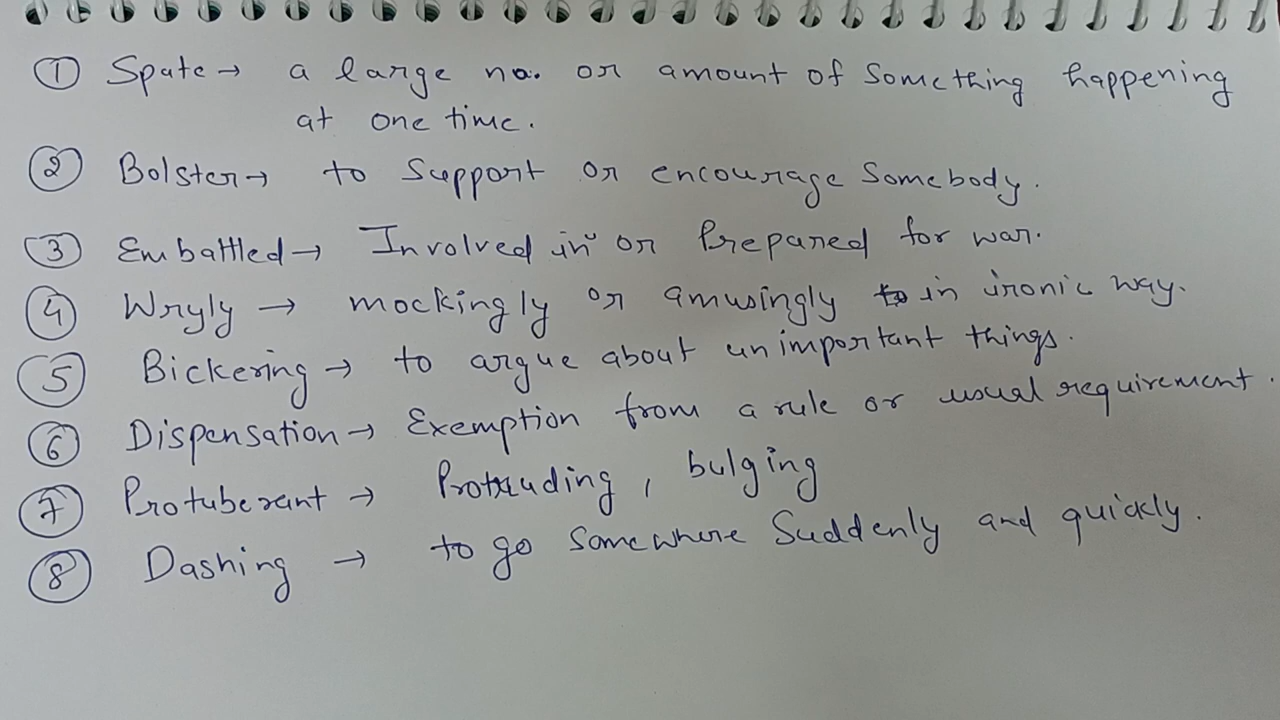 ① Spate → a large no. or amount of something happening
at one time.
② Bolster → to support or encourage somebody.
③ Embattled → Involved in or Prepared for war.
④ Wryly → mockingly or amusingly in ironic way.
⑤ Bickering → to argue about unimportant things.
⑥ Dispensation → Exemption from a rule or usual requirement.
⑦ Protuberant → Protruding, bulging
⑧ Dashing → to go somewhere suddenly and quickly.